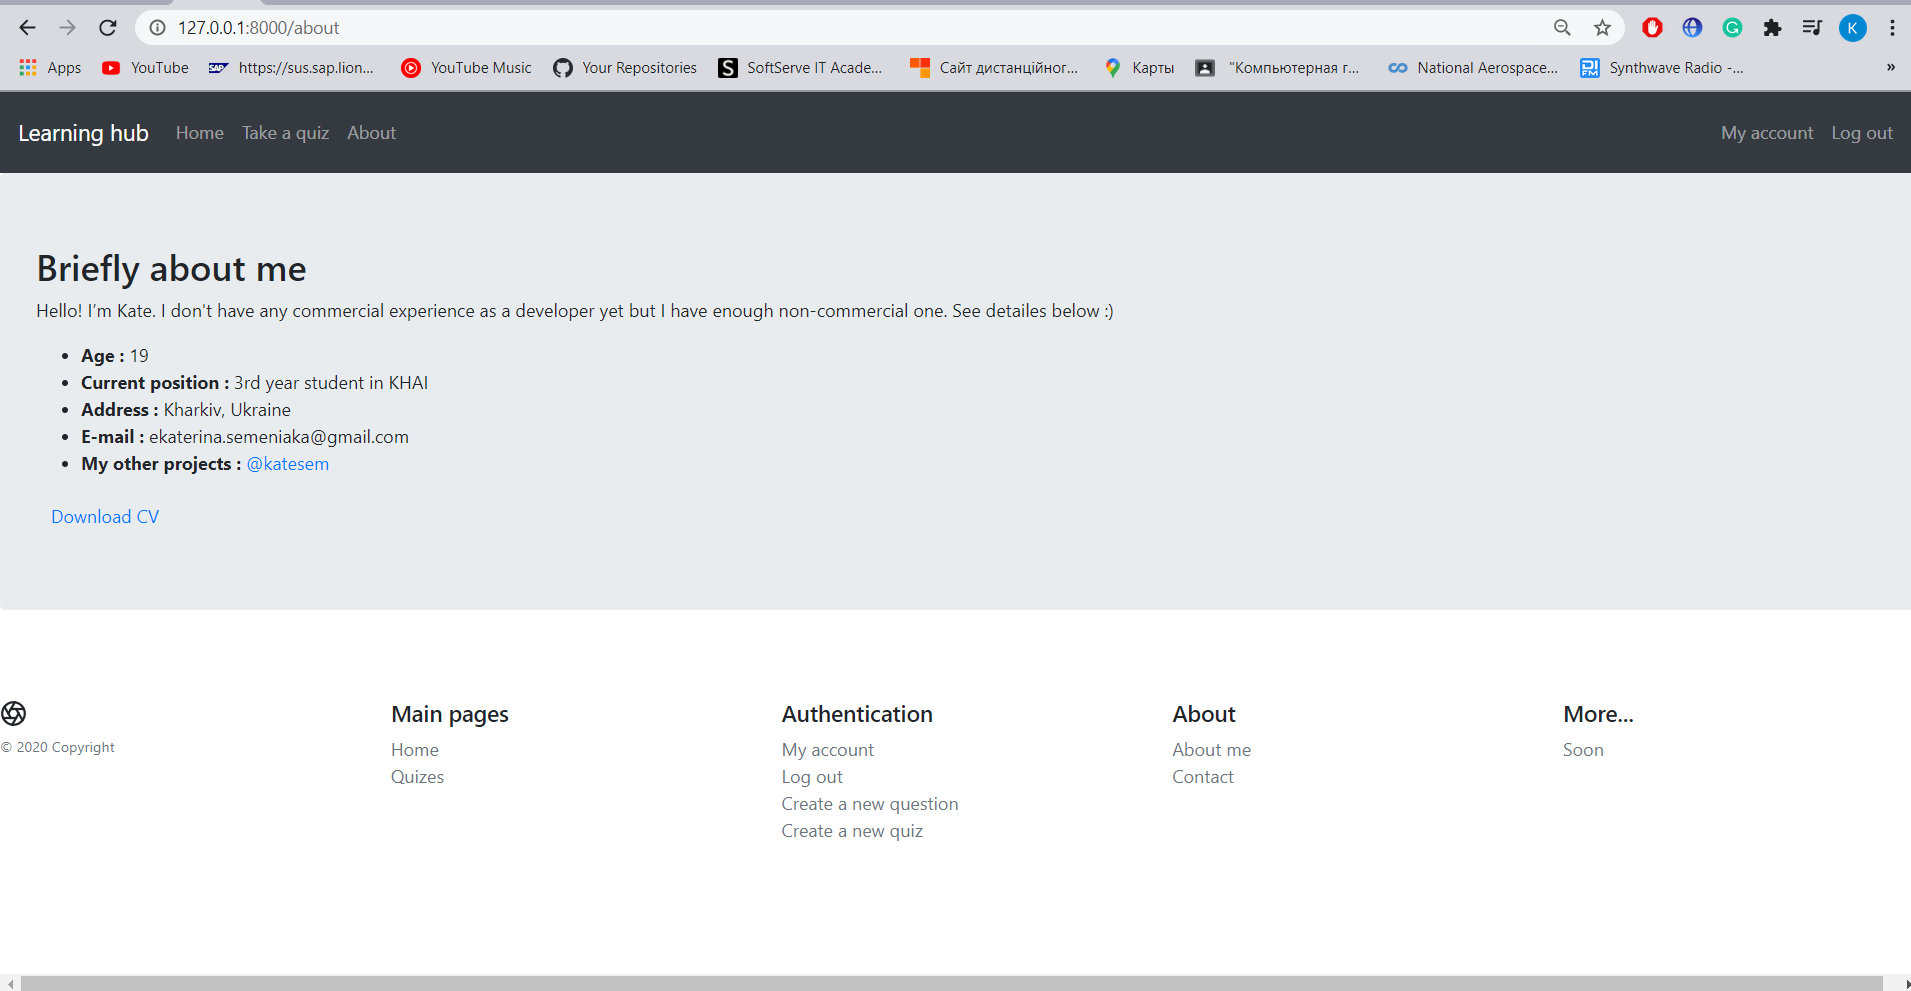 127.0.0.1:8000/about
K
Apps YouTube SAP https://sus.sap.lion... YouTube Music Your Repositories S SoftServe IT Acade... Сайт дистанційног... Карты "Компьютерная г... National Aerospace... DI FM Synthwave Radio -... »
Learning hub Home Take a quiz About My account Log out
Briefly about me
Hello! I’m Kate. I don't have any commercial experience as a developer yet but I have enough non-commercial one. See detailes below :)
• Age : 19
• Current position : 3rd year student in KHAI
• Address : Kharkiv, Ukraine
• E-mail : ekaterina.semeniaka@gmail.com
• My other projects : @katesem
Download CV
© 2020 Copyright
Main pages
Home
Quizes
Authentication
My account
Log out
Create a new question
Create a new quiz
About
About me
Contact
More...
Soon